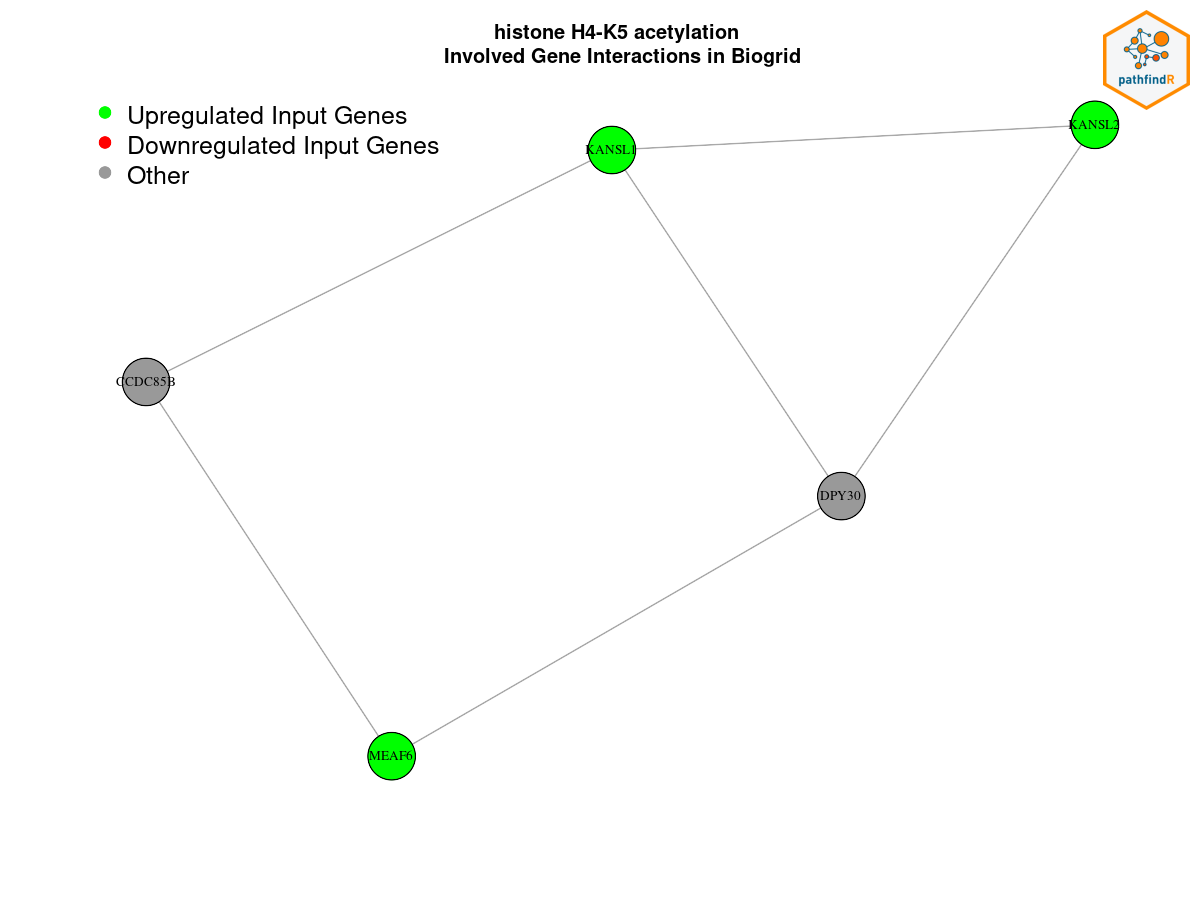 histone H4-K5 acetylation
Involved Gene Interactions in Biogrid
pathfindR
Upregulated Input Genes
Downregulated Input Genes
Other
KANSL1
KANSL2
CCDC85B
DPY30
MEAF6